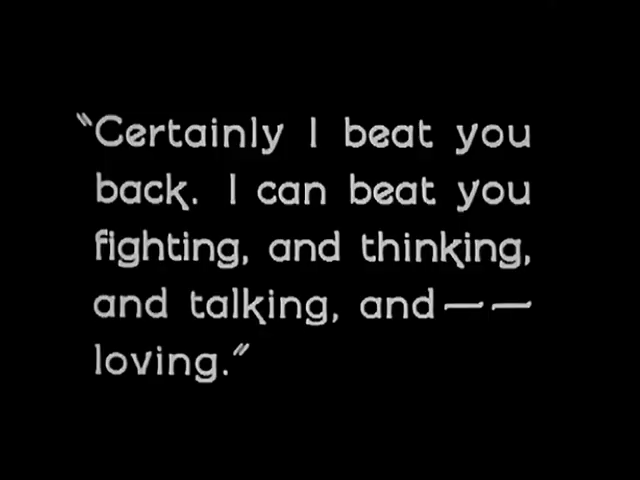 "Certainly I beat you
back. I can beat you
fighting, and thinking,
and talking, and——
loving."